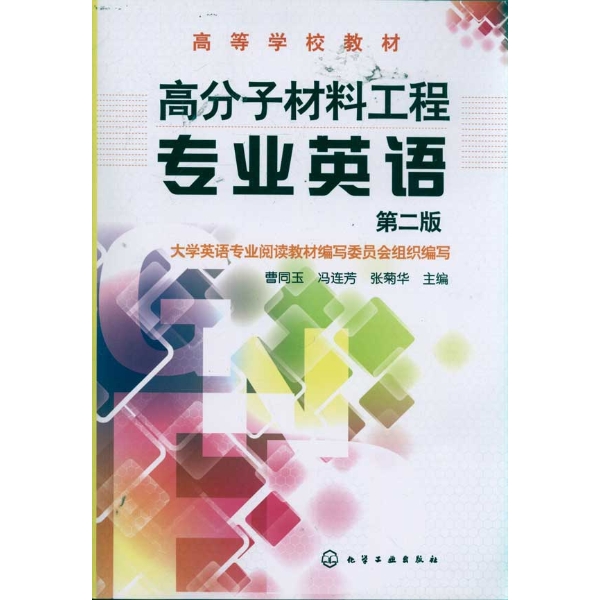 高等学校教材
高分子材料工程
专业英语
第二版
大学英语专业阅读教材编写委员会组织编写
曹同玉 冯连芳 张菊华 主编
GEN
E
化学工业出版社